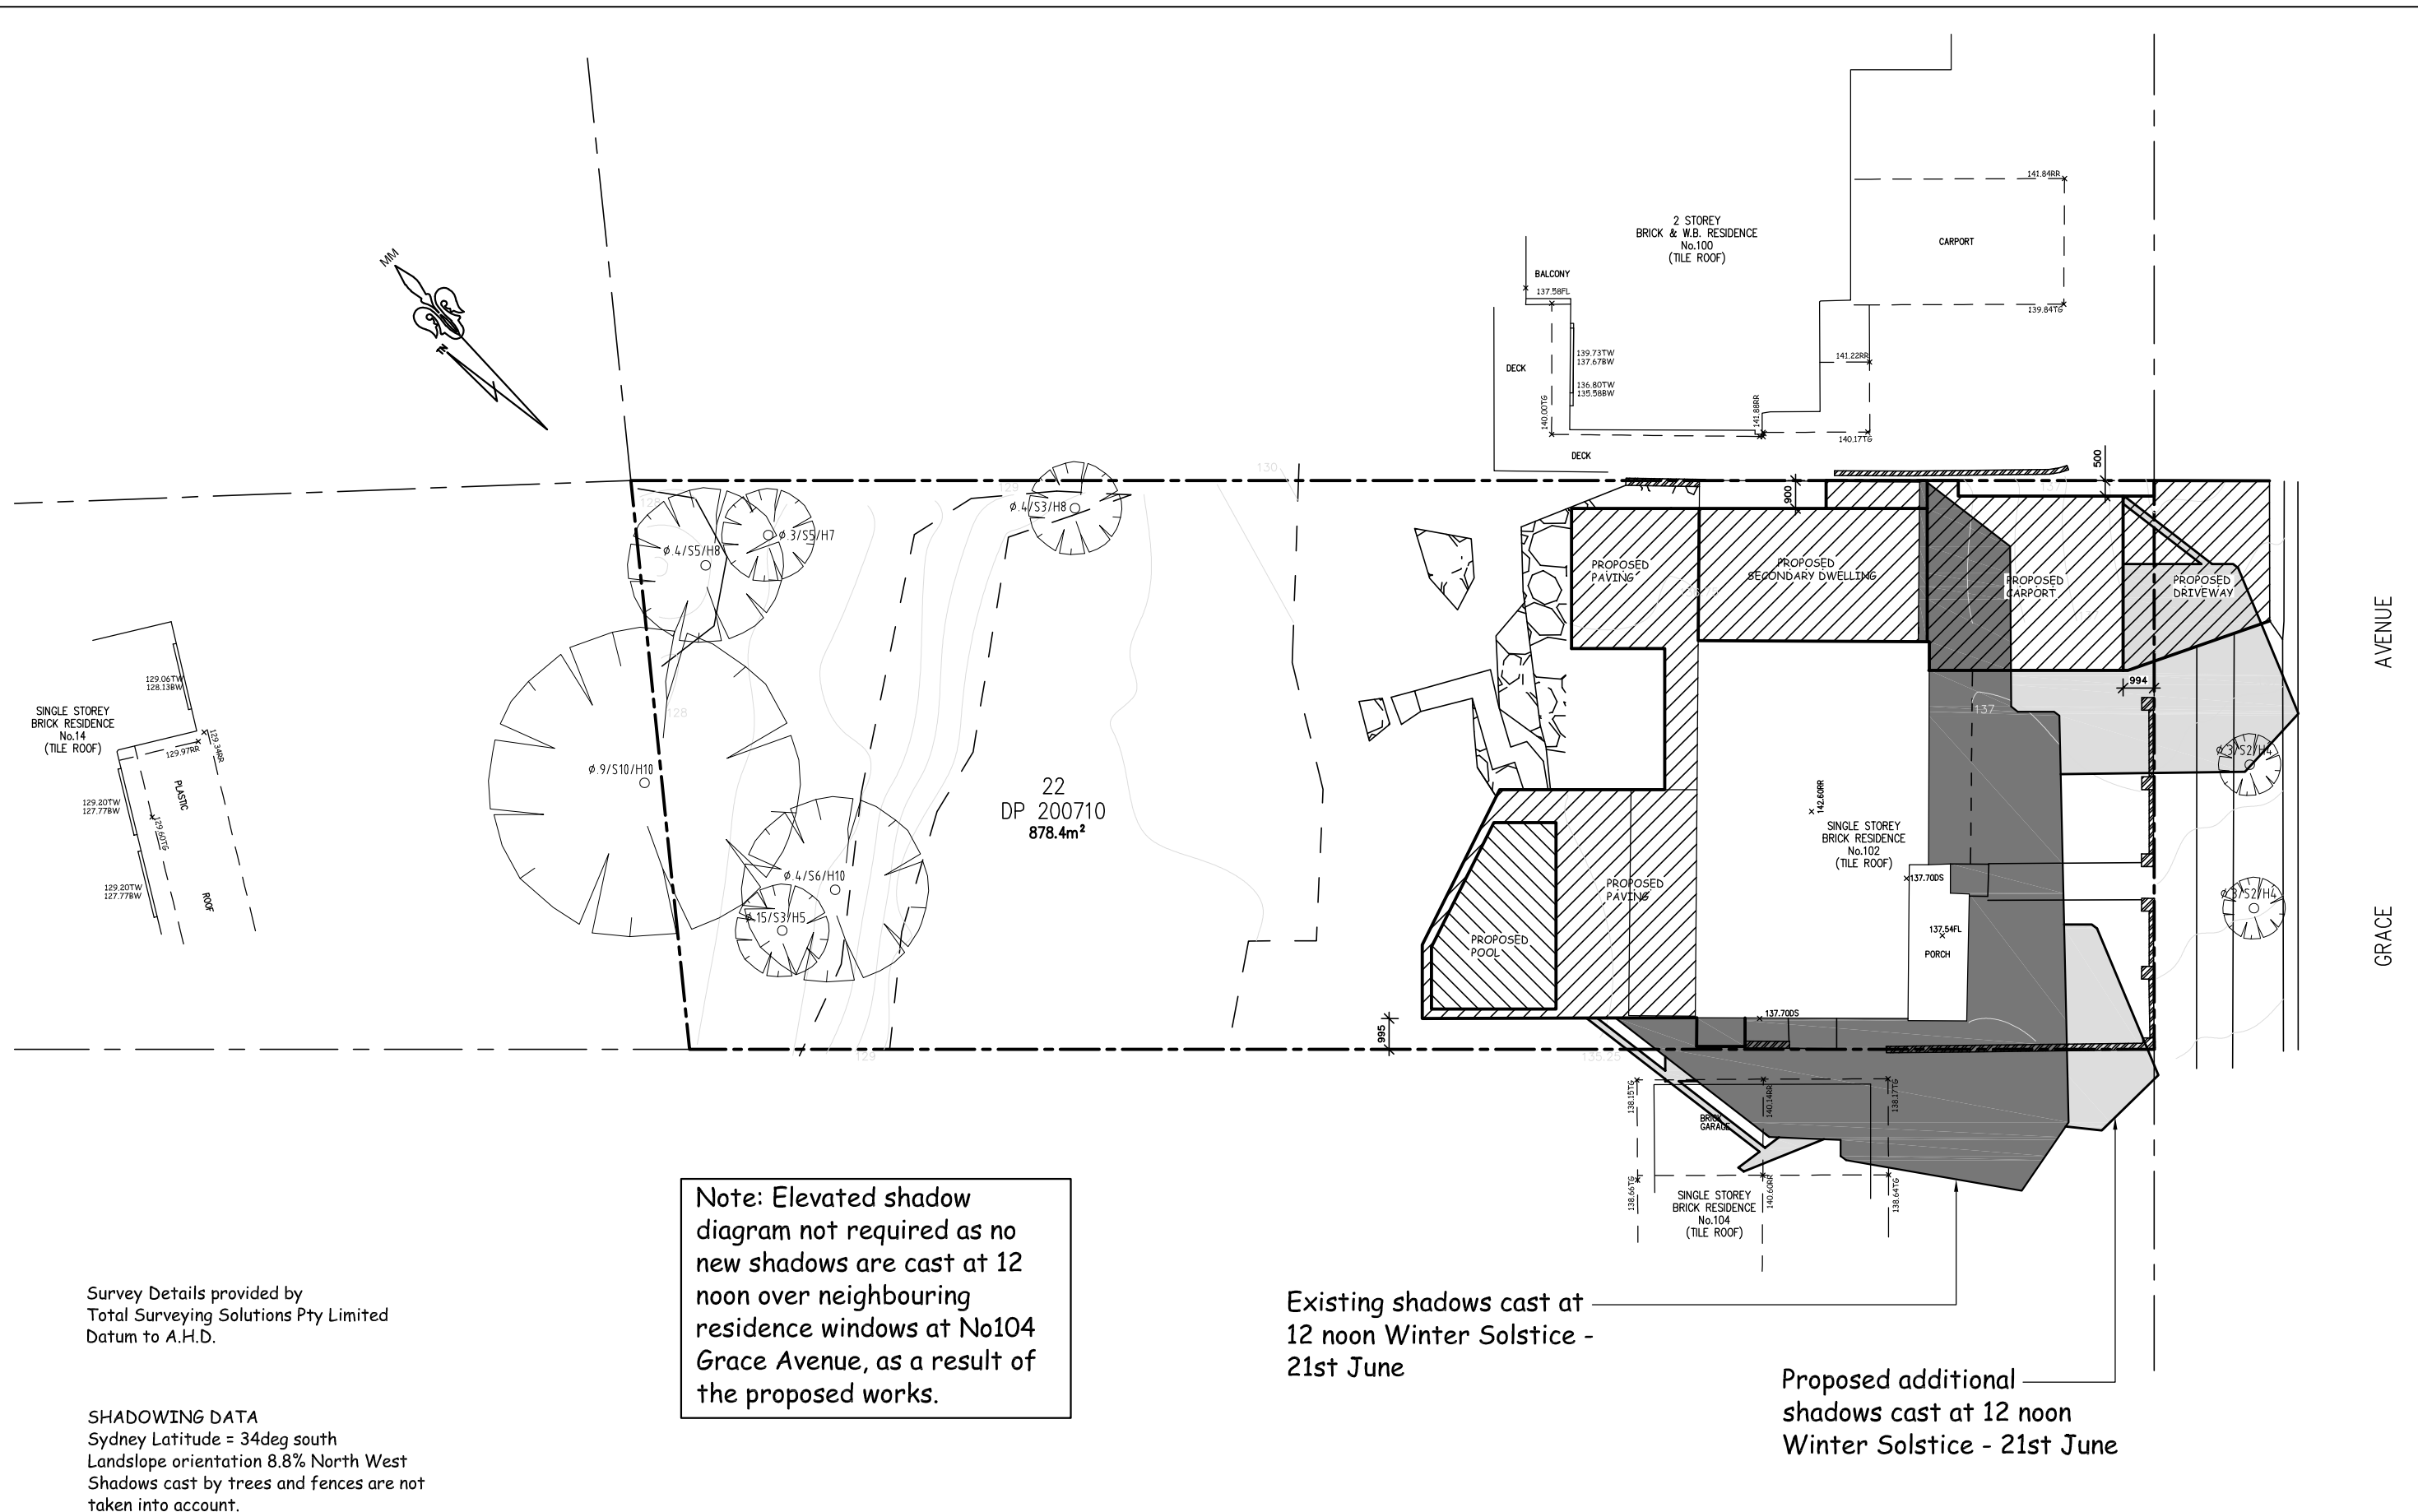 MM
TN
2 STOREY
BRICK & W.B. RESIDENCE
No.100
(TILE ROOF)
141.84RR
CARPORT
139.84TG
BALCONY
137.58FL
DECK
139.73TW
137.67BW
136.80TW
135.58BW
140.00TG
141.88RR
141.22RR
140.17TG
DECK
500
900
130
129
128
Ø.4/S5/H8
Ø.3/S5/H7
Ø.4/S3/H8
PROPOSED
PAVING
PROPOSED
SECONDARY DWELLING
PROPOSED
CARPORT
PROPOSED
DRIVEWAY
AVENUE
994
137
129.06TW
128.13BW
SINGLE STOREY
BRICK RESIDENCE
No.14
(TILE ROOF)
129.97RR
129.34RR
PLASTIC
129.20TW
127.77BW
129.60TG
129.20TW
127.77BW
ROOF
128
Ø.9/S10/H10
Ø.4/S6/H10
Ø.15/S3/H5
22
DP 200710
878.4m²
Ø.3/S2/H4
142.60RR
SINGLE STOREY
BRICK RESIDENCE
No.102
(TILE ROOF)
137.70DS
Ø.3/S2/H4
137.54FL
PORCH
PROPOSED
PAVING
PROPOSED
POOL
GRACE
137.70DS
995
129
135.25
138.15TG
140.14RR
138.17TG
BRICK
GARAGE
138.66TG
140.60RR
138.64TG
SINGLE STOREY
BRICK RESIDENCE
No.104
(TILE ROOF)
Note: Elevated shadow
diagram not required as no
new shadows are cast at 12
noon over neighbouring
residence windows at No104
Grace Avenue, as a result of
the proposed works.
Existing shadows cast at
12 noon Winter Solstice -
21st June
Proposed additional
shadows cast at 12 noon
Winter Solstice - 21st June
Survey Details provided by
Total Surveying Solutions Pty Limited
Datum to A.H.D.
SHADOWING DATA
Sydney Latitude = 34deg south
Landslope orientation 8.8% North West
Shadows cast by trees and fences are not
taken into account.